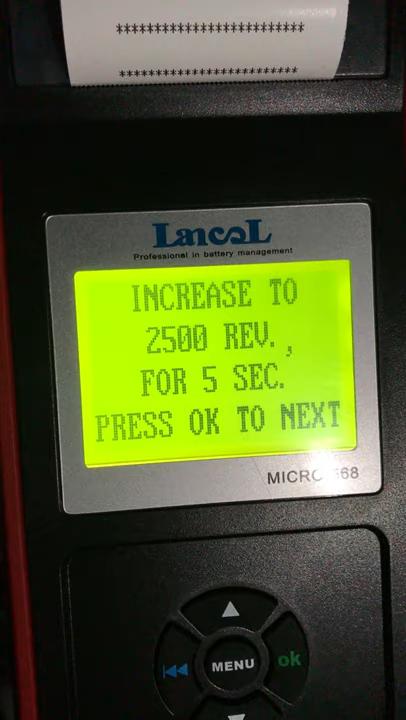 **************************
*************************
Lancol
Professional in battery management
INCREASE TO
2500 REV.,
FOR 5 SEC.
PRESS OK TO NEXT
MENU
ok